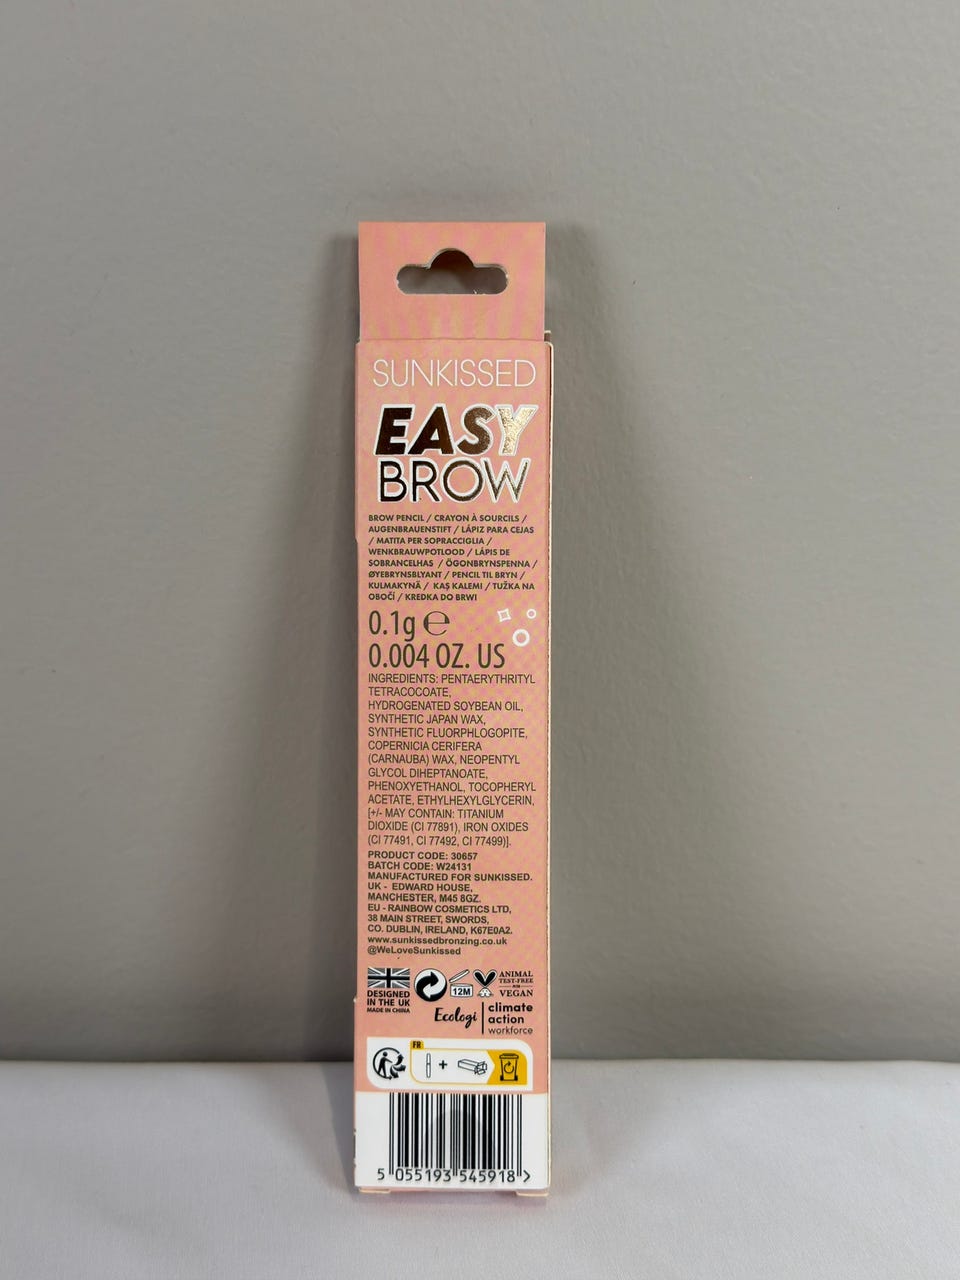 SUNKISSED
EASY
BROW
BROW PENCIL / CRAYON À SOURCILS /
AUGENBRAUENSTIFT / LÁPIZ PARA CEJAS
/ MATITA PER SOPRACCIGLIA /
WENKBRAUWPOTLOOD / LÁPIS DE
SOBRANCELHAS / ÖGONBRYNSPENNA /
ØYEBRYNSBLYANT / PENCIL TIL BRYN /
KULMAKYNÄ / KAŞ KALEMI / TUŽKA NA
OBOČÍ / KREDKA DO BRWI
0.1g ℮
0.004 OZ. US
INGREDIENTS: PENTAERYTHRITYL
TETRACOCOATE,
HYDROGENATED SOYBEAN OIL,
SYNTHETIC JAPAN WAX,
SYNTHETIC FLUORPHLOGOPITE,
COPERNICIA CERIFERA
(CARNAUBA) WAX, NEOPENTYL
GLYCOL DIHEPTANOATE,
PHENOXYETHANOL, TOCOPHERYL
ACETATE, ETHYLHEXYLGLYCERIN,
[+/- MAY CONTAIN: TITANIUM
DIOXIDE (CI 77891), IRON OXIDES
(CI 77491, CI 77492, CI 77499)].
PRODUCT CODE: 30657
BATCH CODE: W24131
MANUFACTURED FOR SUNKISSED.
UK - EDWARD HOUSE,
MANCHESTER, M45 8GZ.
EU - RAINBOW COSMETICS LTD,
38 MAIN STREET, SWORDS,
CO. DUBLIN, IRELAND, K67E0A2.
www.sunkissedbronzing.co.uk
@WeLoveSunkissed
DESIGNED
IN THE UK
MADE IN CHINA
12M
ANIMAL
TEST-FREE
VEGAN
Ecologi
climate
action
workforce
FR
+
5 055193 545918 >